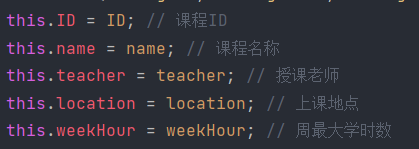 this.ID = ID; // 课程ID
this.name = name; // 课程名称
this.teacher = teacher; // 授课老师
this.location = location; // 上课地点
this.weekHour = weekHour; // 周最大学时数